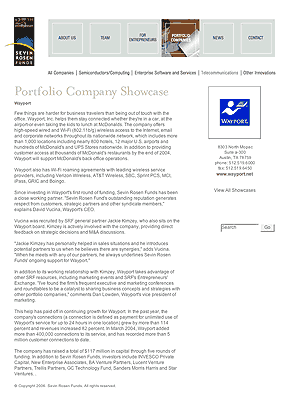 SEVIN
ROSEN
FUNDS
ABOUT US
TEAM
FOR
ENTREPRENEURS
PORTFOLIO
COMPANIES
NEWS
CONTACT
All Companies | Semiconductors/Computing | Enterprise Software and Services | Telecommunications | Other Innovations
Portfolio Company Showcase
Wayport
Few things are harder for business travelers than being out of touch with the
office. Wayport, Inc. helps them stay connected whether they're in a car, at the
airport-or even taking the kids to lunch at McDonald's. The company offers
high-speed wired and Wi-Fi (802.11b/g) wireless access to the Internet, email
and corporate networks throughout its nationwide network, which includes more
than 1,000 locations including nearly 800 hotels, 12 major U.S. airports and
hundreds of McDonald's and UPS Stores nationwide. In addition to providing
customer access at thousands of McDonald's restaurants by the end of 2004,
Wayport will support McDonald's back office operations.
Wayport also has Wi-Fi roaming agreements with leading wireless service
providers, including Verizon Wireless, AT&T Wireless, SBC, Sprint PCS, MCI,
iPass, GRIC and Boingo.
Since investing in Wayport's first round of funding, Sevin Rosen Funds has been
a close working partner. "Sevin Rosen Fund's outstanding reputation generates
respect from customers, strategic partners and other syndicate members,"
explains David Vucina, Wayport's CEO.
Vucina was recruited by SRF general partner Jackie Kimzey, who also sits on the
Wayport board. Kimzey is actively involved with the company, providing direct
feedback on strategic decisions and M&A discussions.
"Jackie Kimzey has personally helped in sales situations and he introduces
potential partners to us when he believes there are synergies," adds Vucina.
"When he meets with any of our partners, he always underlines Sevin Rosen
Funds' ongoing support for Wayport."
In addition to its working relationship with Kimzey, Wayport takes advantage of
other SRF resources, including marketing events and SRF's Entrepreneurs'
Exchange. "I've found the firm's frequent executive and marketing conferences
and roundtables to be a catalyst to sharing business concepts and strategies with
other portfolio companies," comments Dan Lowden, Wayport's vice president of
marketing.
This help has paid off in continuing growth for Wayport. In the past year, the
company's connections (a connection is defined as payment for unlimited use of
Wayport's service for up to 24 hours in one location) grew by more than 114
percent and revenues increased 62 percent. In March 2004, Wayport added
more than 400,000 connections to its service, and has recorded more than 5
million customer connections to date.
The company has raised a total of $117 million in capital through five rounds of
funding. In addition to Sevin Rosen Funds, investors include INVESCO Private
Capital, New Enterprise Associates, BA Venture Partners, Lucent Venture
Partners, Trellis Partners, GC Technology Fund, Sanders Morris Harris and Star
Ventures.
WAYPORT.
8303 North Mopac
Suite a-300
Austin, TX 78759
phone: 512.519.6000
fax: 512.519.6450
www.wayport.net
View All Showcases
Search
Go
© Copyright 2006 Sevin Rosen Funds. All rights reserved.